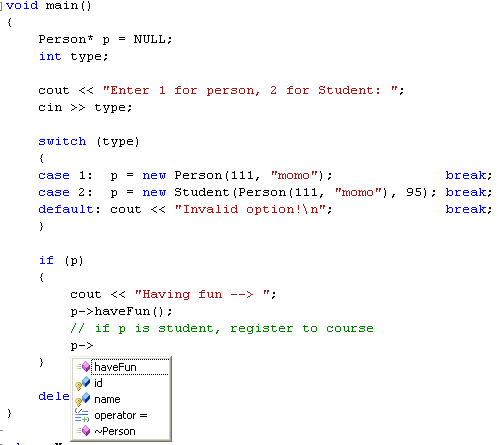 void main()
{
Person* p = NULL;
int type;
cout << "Enter 1 for person, 2 for Student: ";
cin >> type;
switch (type)
{
case 1:  p = new Person(111, "momo");              break;
case 2:  p = new Student(Person(111, "momo"), 95); break;
default: cout << "Invalid option!\n";              break;
}
if (p)
{
cout << "Having fun --> ";
p->haveFun();
// if p is student, register to course
p->
haveFun
}
id
dele
name
operator =
}
~Person